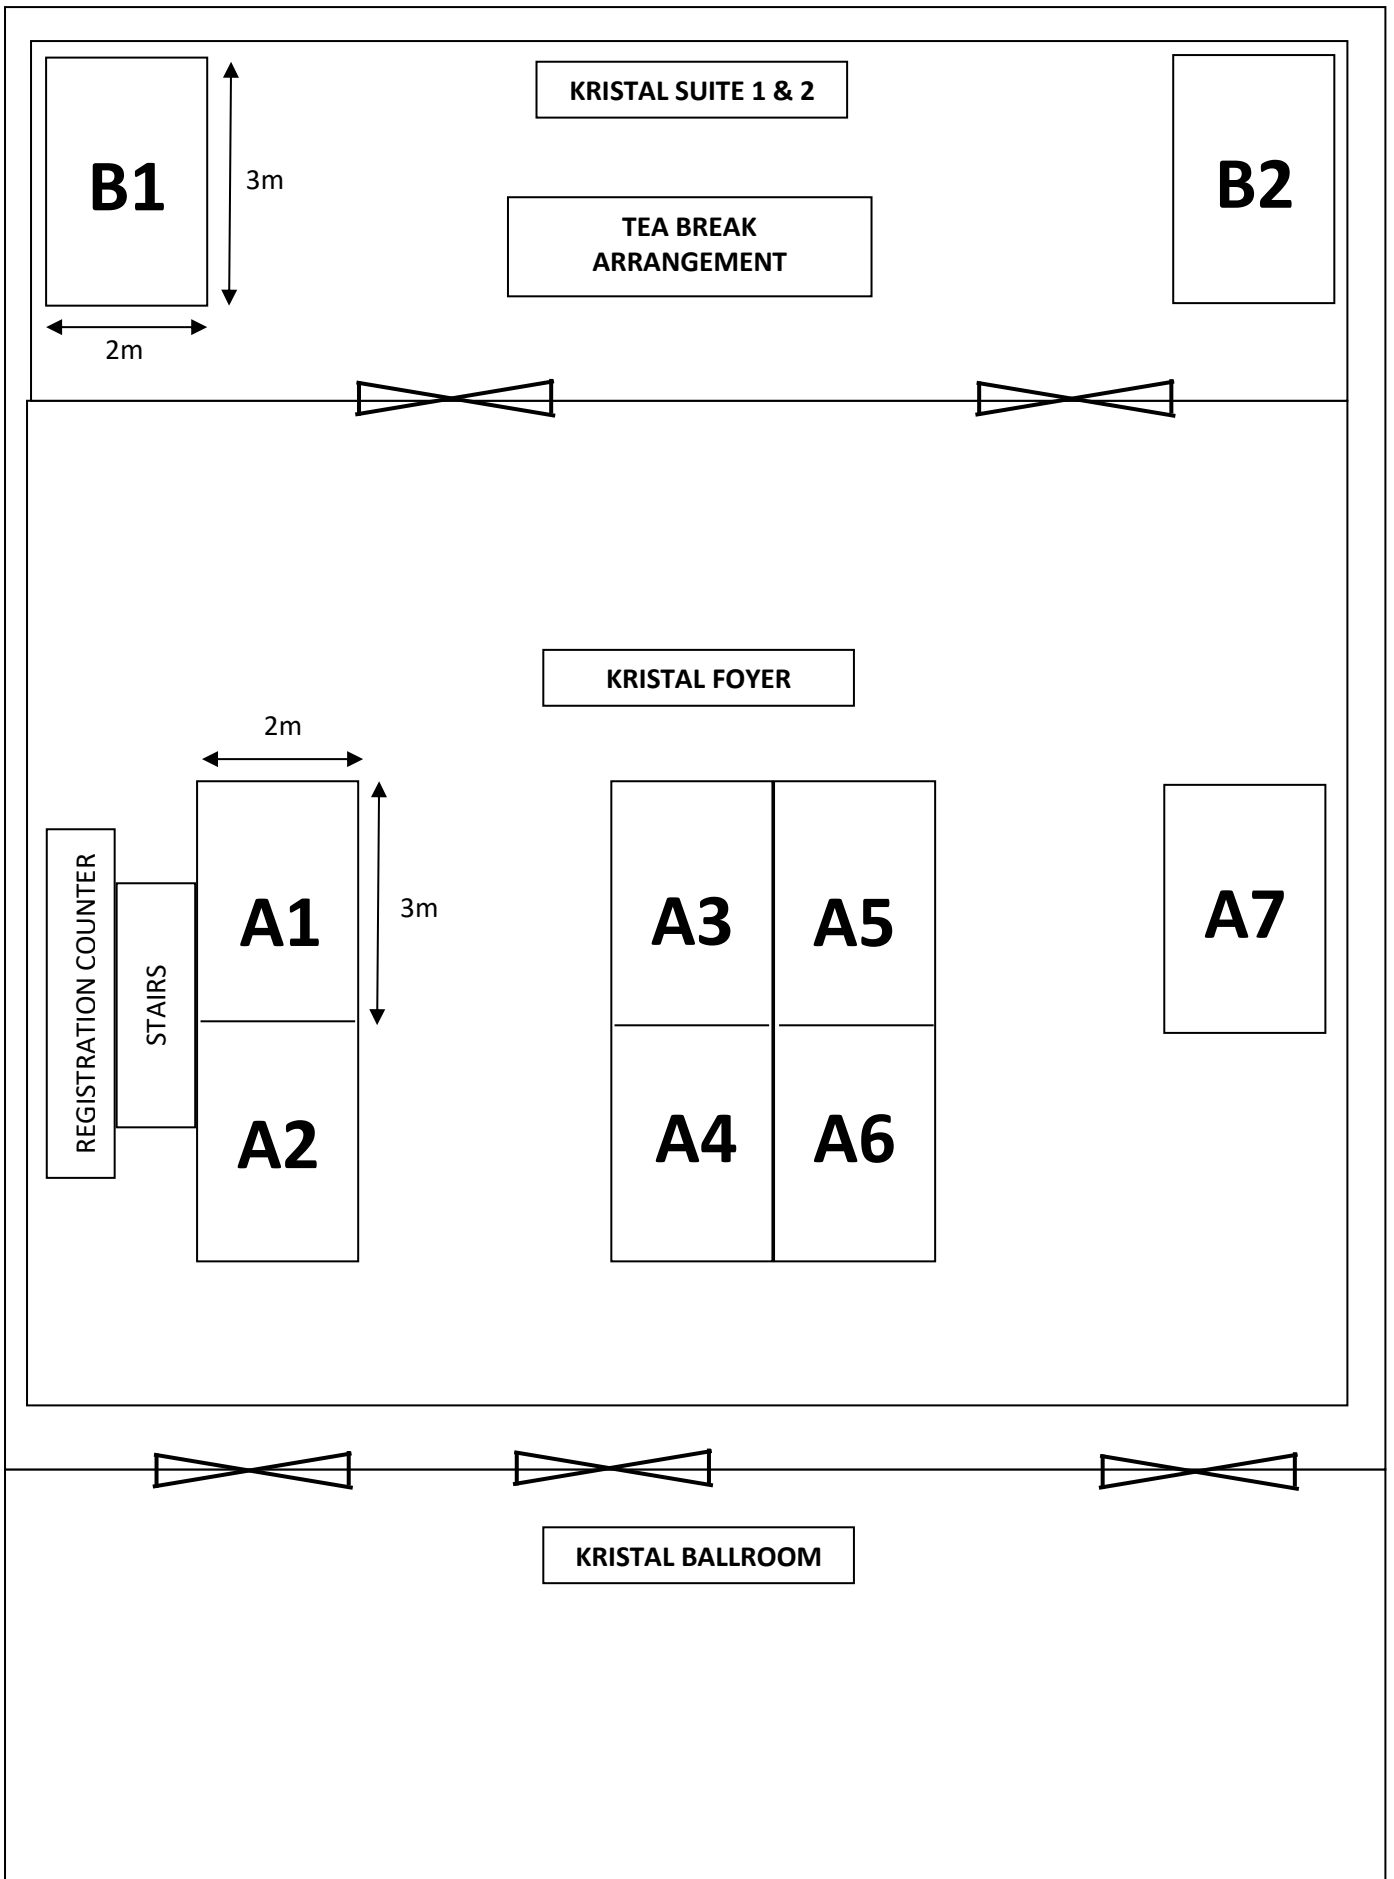 KRISTAL SUITE 1 & 2
B1
3m
B2
TEA BREAK
ARRANGEMENT
2m
KRISTAL FOYER
2m
REGISTRATION COUNTER
STAIRS
A1
3m
A3
A5
A7
A2
A4
A6
KRISTAL BALLROOM